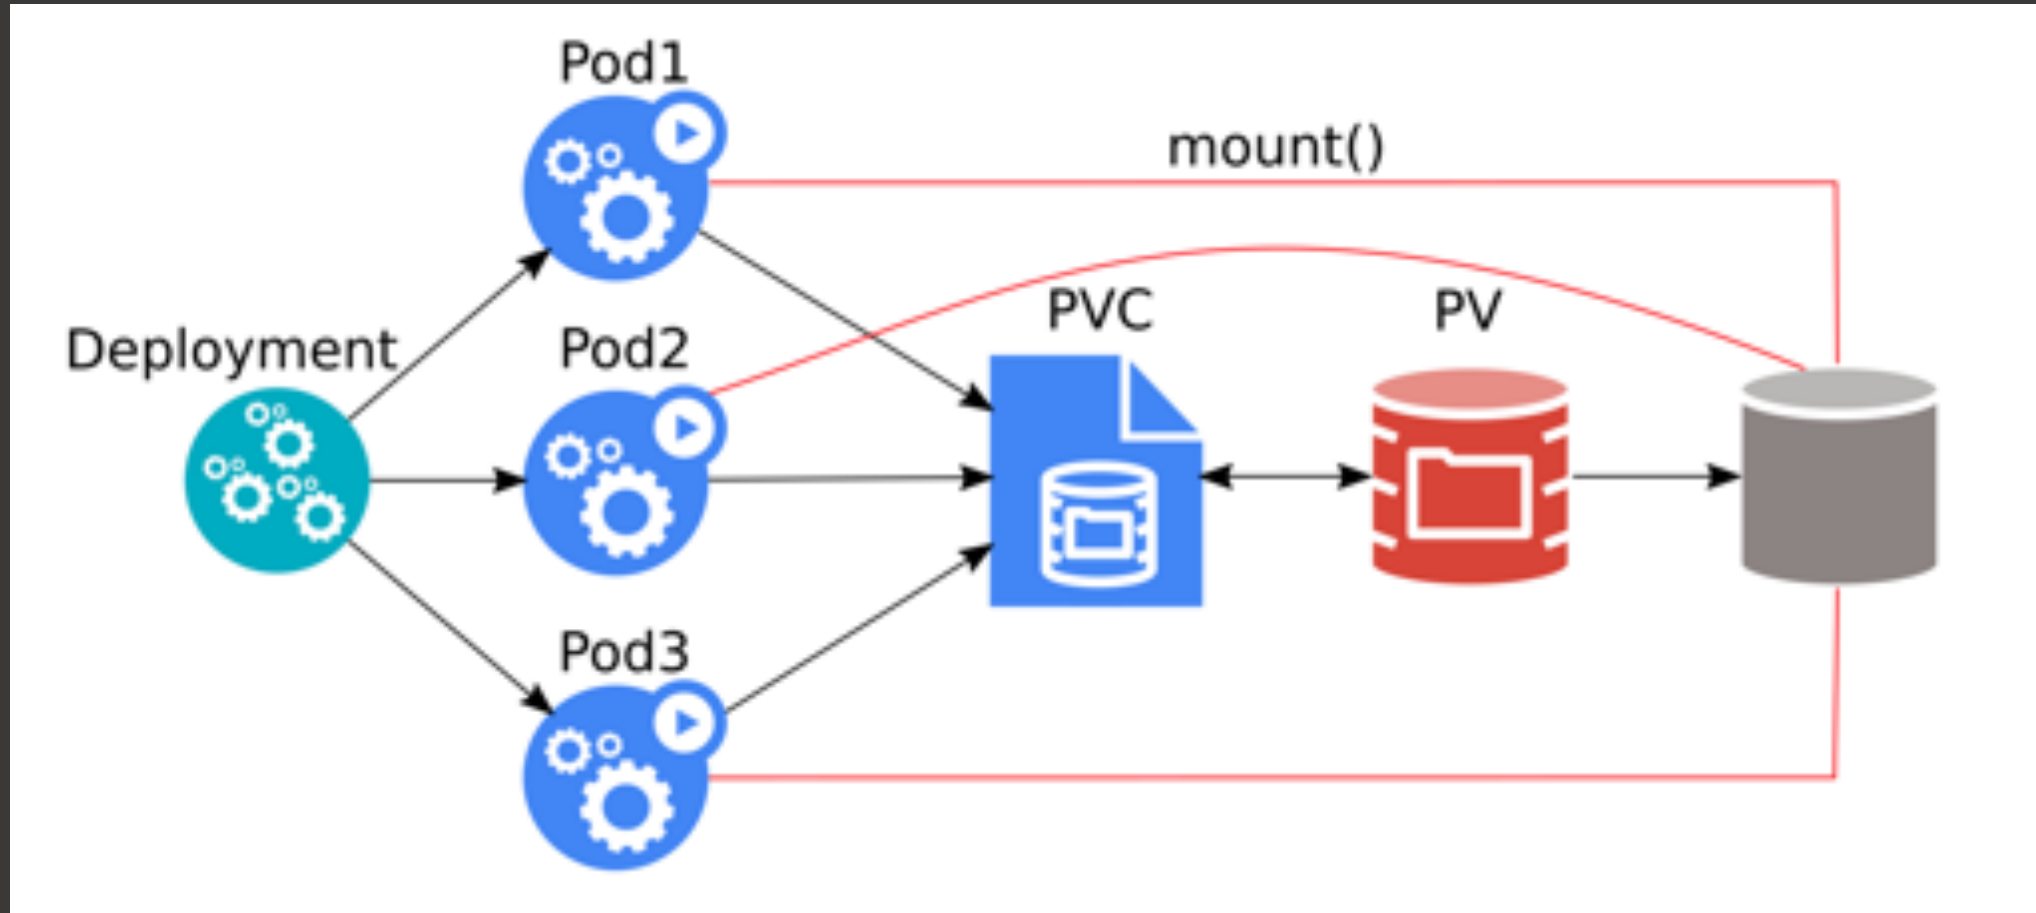 Pod1
mount()
Deployment
Pod2
PVC
PV
Pod3